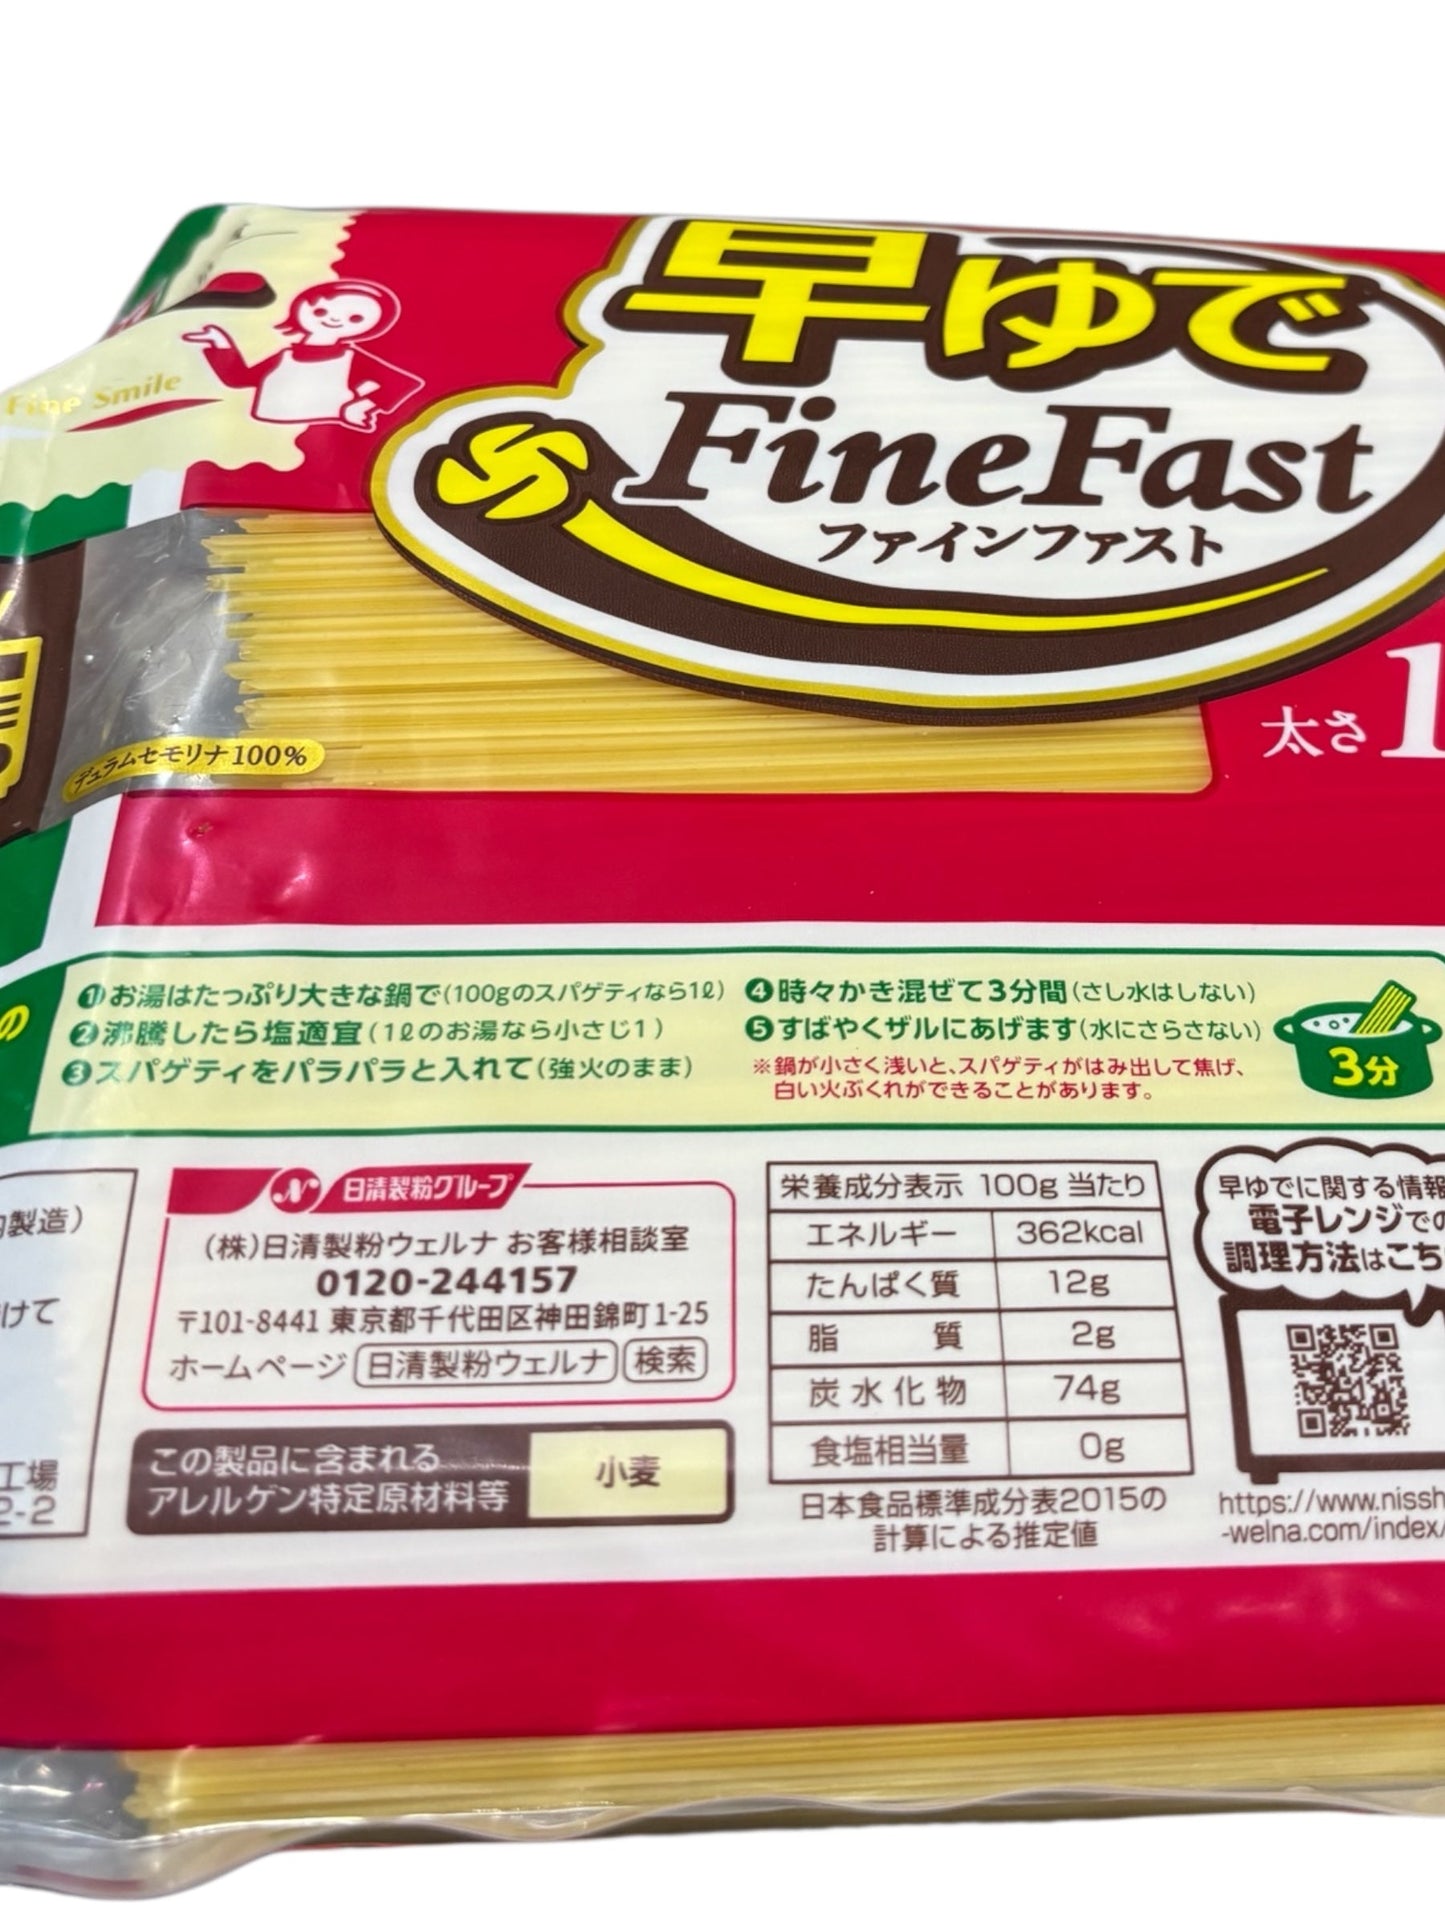 Fine Smile
早ゆで
FineFast
ファインファスト
太さ1
デュラムセモリナ100%
の
❶お湯はたっぷり大きな鍋で(100gのスパゲティなら1ℓ)
❷沸騰したら塩適宜(1ℓのお湯なら小さじ1)
❸スパゲティをパラパラと入れて(強火のまま)
❹時々かき混ぜて3分間(さし水はしない)
❺すばやくザルにあげます(水にさらさない)
※鍋が小さく浅いと、スパゲティがはみ出して焦げ、
白い火ぶくれができることがあります。
3分
製造)
けて
工場
2-2
日清製粉グループ
(株)日清製粉ウェルナ お客様相談室
0120-244157
〒101-8441 東京都千代田区神田錦町1-25
ホームページ 日清製粉ウェルナ 検索
この製品に含まれる
アレルゲン特定原材料等
小麦
栄養成分表示 100g 当たり
エネルギー 362kcal
たんぱく質 12g
脂 質 2g
炭水化物 74g
食塩相当量 0g
日本食品標準成分表2015の
計算による推定値
早ゆでに関する情報
電子レンジでの
調理方法はこち
https://www.nissh
-welna.com/index/